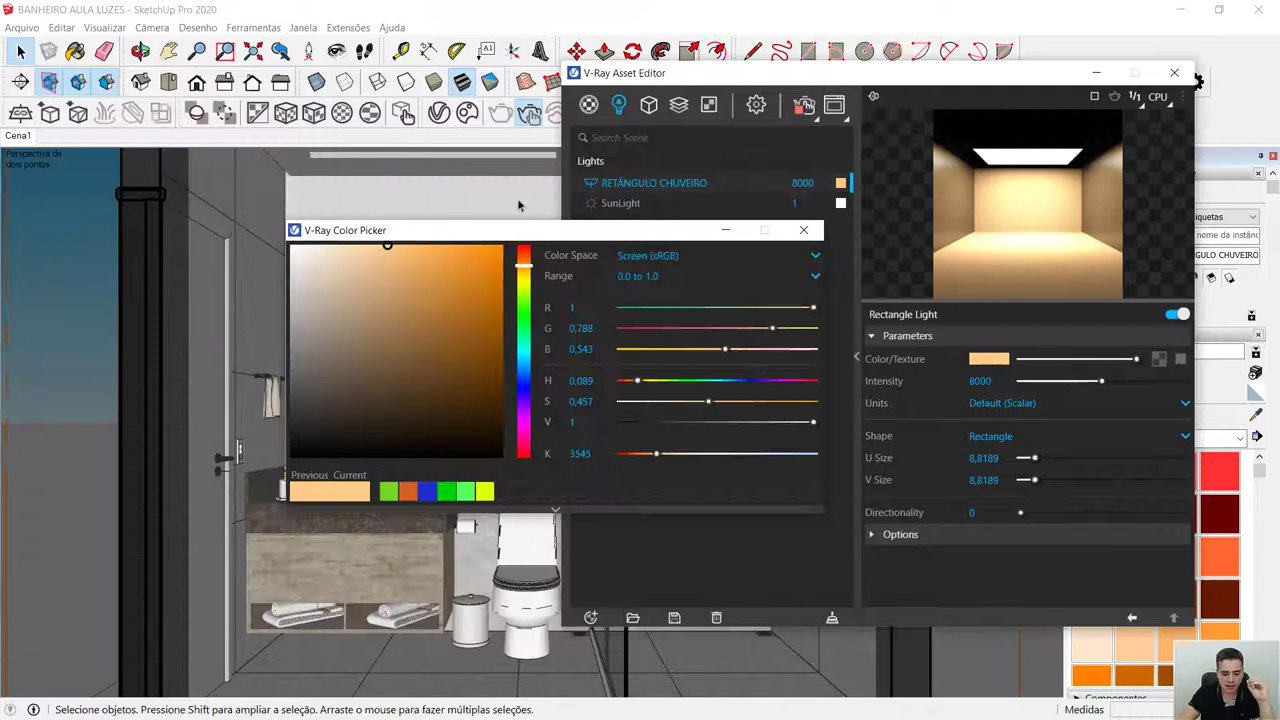 BANHEIRO AULA LUZES - SketchUp Pro 2020
Arquivo Editar Visualizar Câmera Desenho Ferramentas Janela Extensões Ajuda
Cena1
Perspectiva de
dois pontos
V-Ray Asset Editor
1/1 CPU
Search Scene
Lights
RETÂNGULO CHUVEIRO 8000
SunLight 1
V-Ray Color Picker
Color Space Screen (sRGB)
Range 0.0 to 1.0
R 1
G 0,788
B 0,543
H 0,089
S 0,457
V 1
K 3545
Previous Current
Rectangle Light
Parameters
Color/Texture
Intensity 8000
Units Default (Scalar)
Shape Rectangle
U Size 8,8189
V Size 8,8189
Directionality 0
Options
etiquetas
nome da instânc
NGULO CHUVEIRO
Componentes
Selecione objetos. Pressione Shift para ampliar a seleção. Arraste o mouse para fazer múltiplas seleções.
Medidas